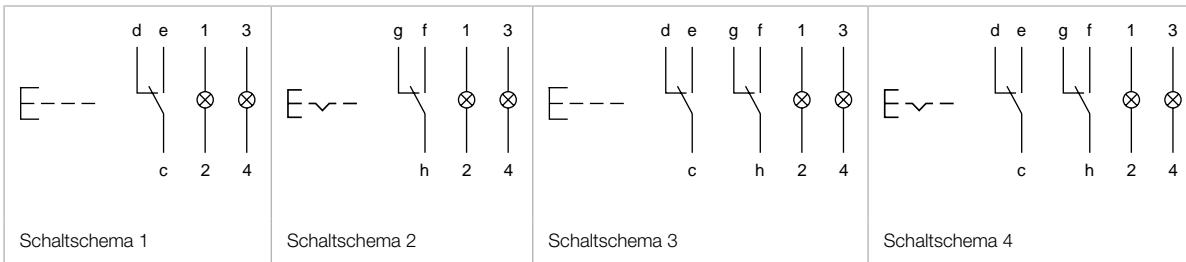 d e 1 3 g f 1 3 d e g f 1 3 d e g f 1 3
c 2 4 h 2 4 c h 2 4 c h 2 4
Schaltschema 1 Schaltschema 2 Schaltschema 3 Schaltschema 4